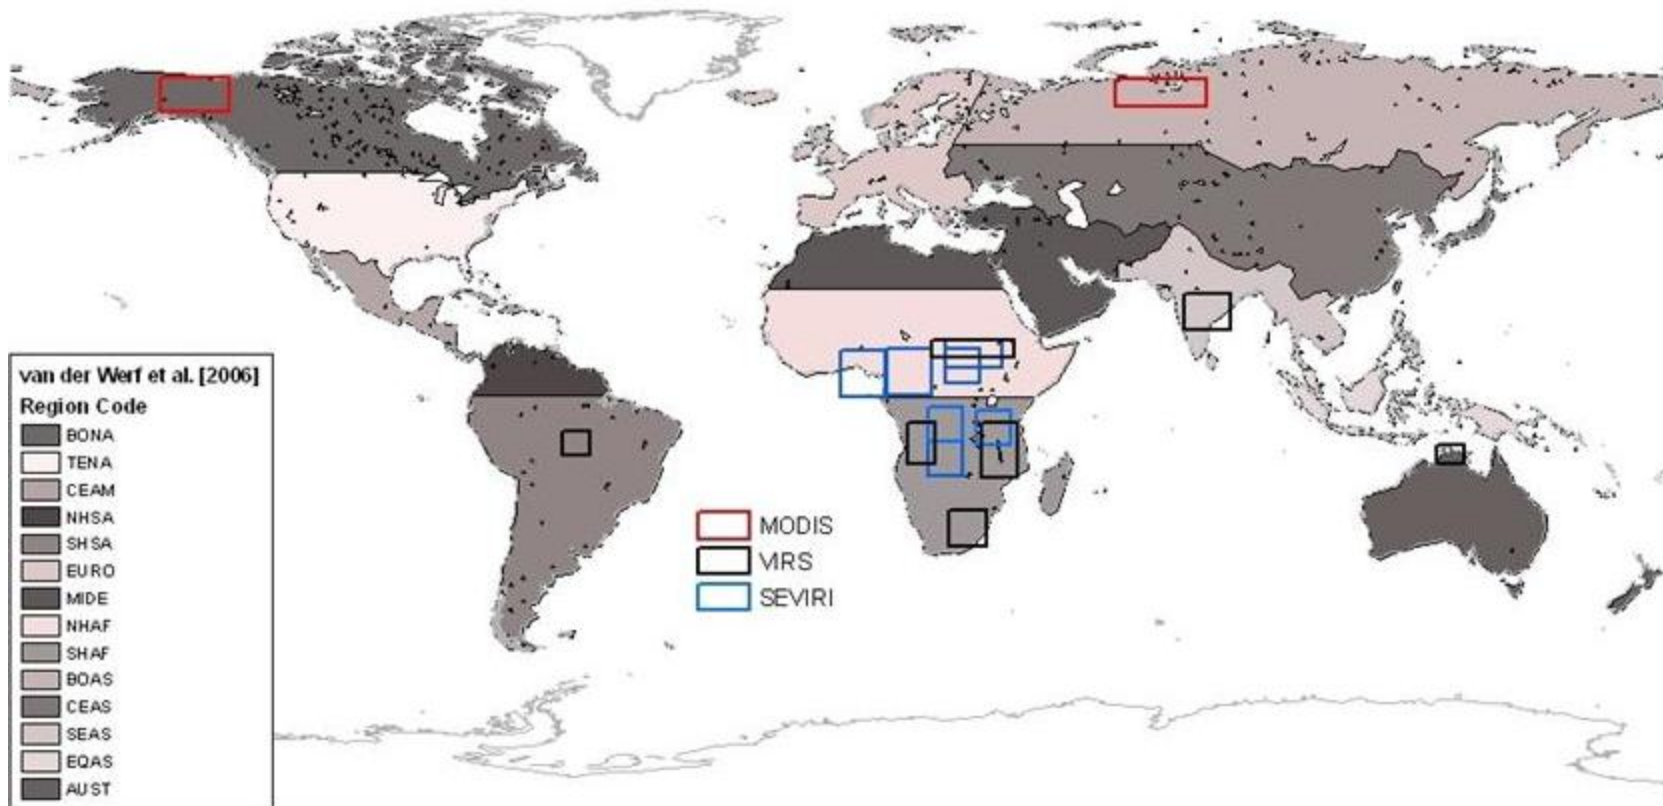 van der Werf et al. [2006]
Region Code
BONA
TENA
CEAM
NHSA
SHSA
EURO
MIDE
NHAF
SHAF
BOAS
CEAS
SEAS
EQAS
AUST
MODIS
VIRS
SEVIRI